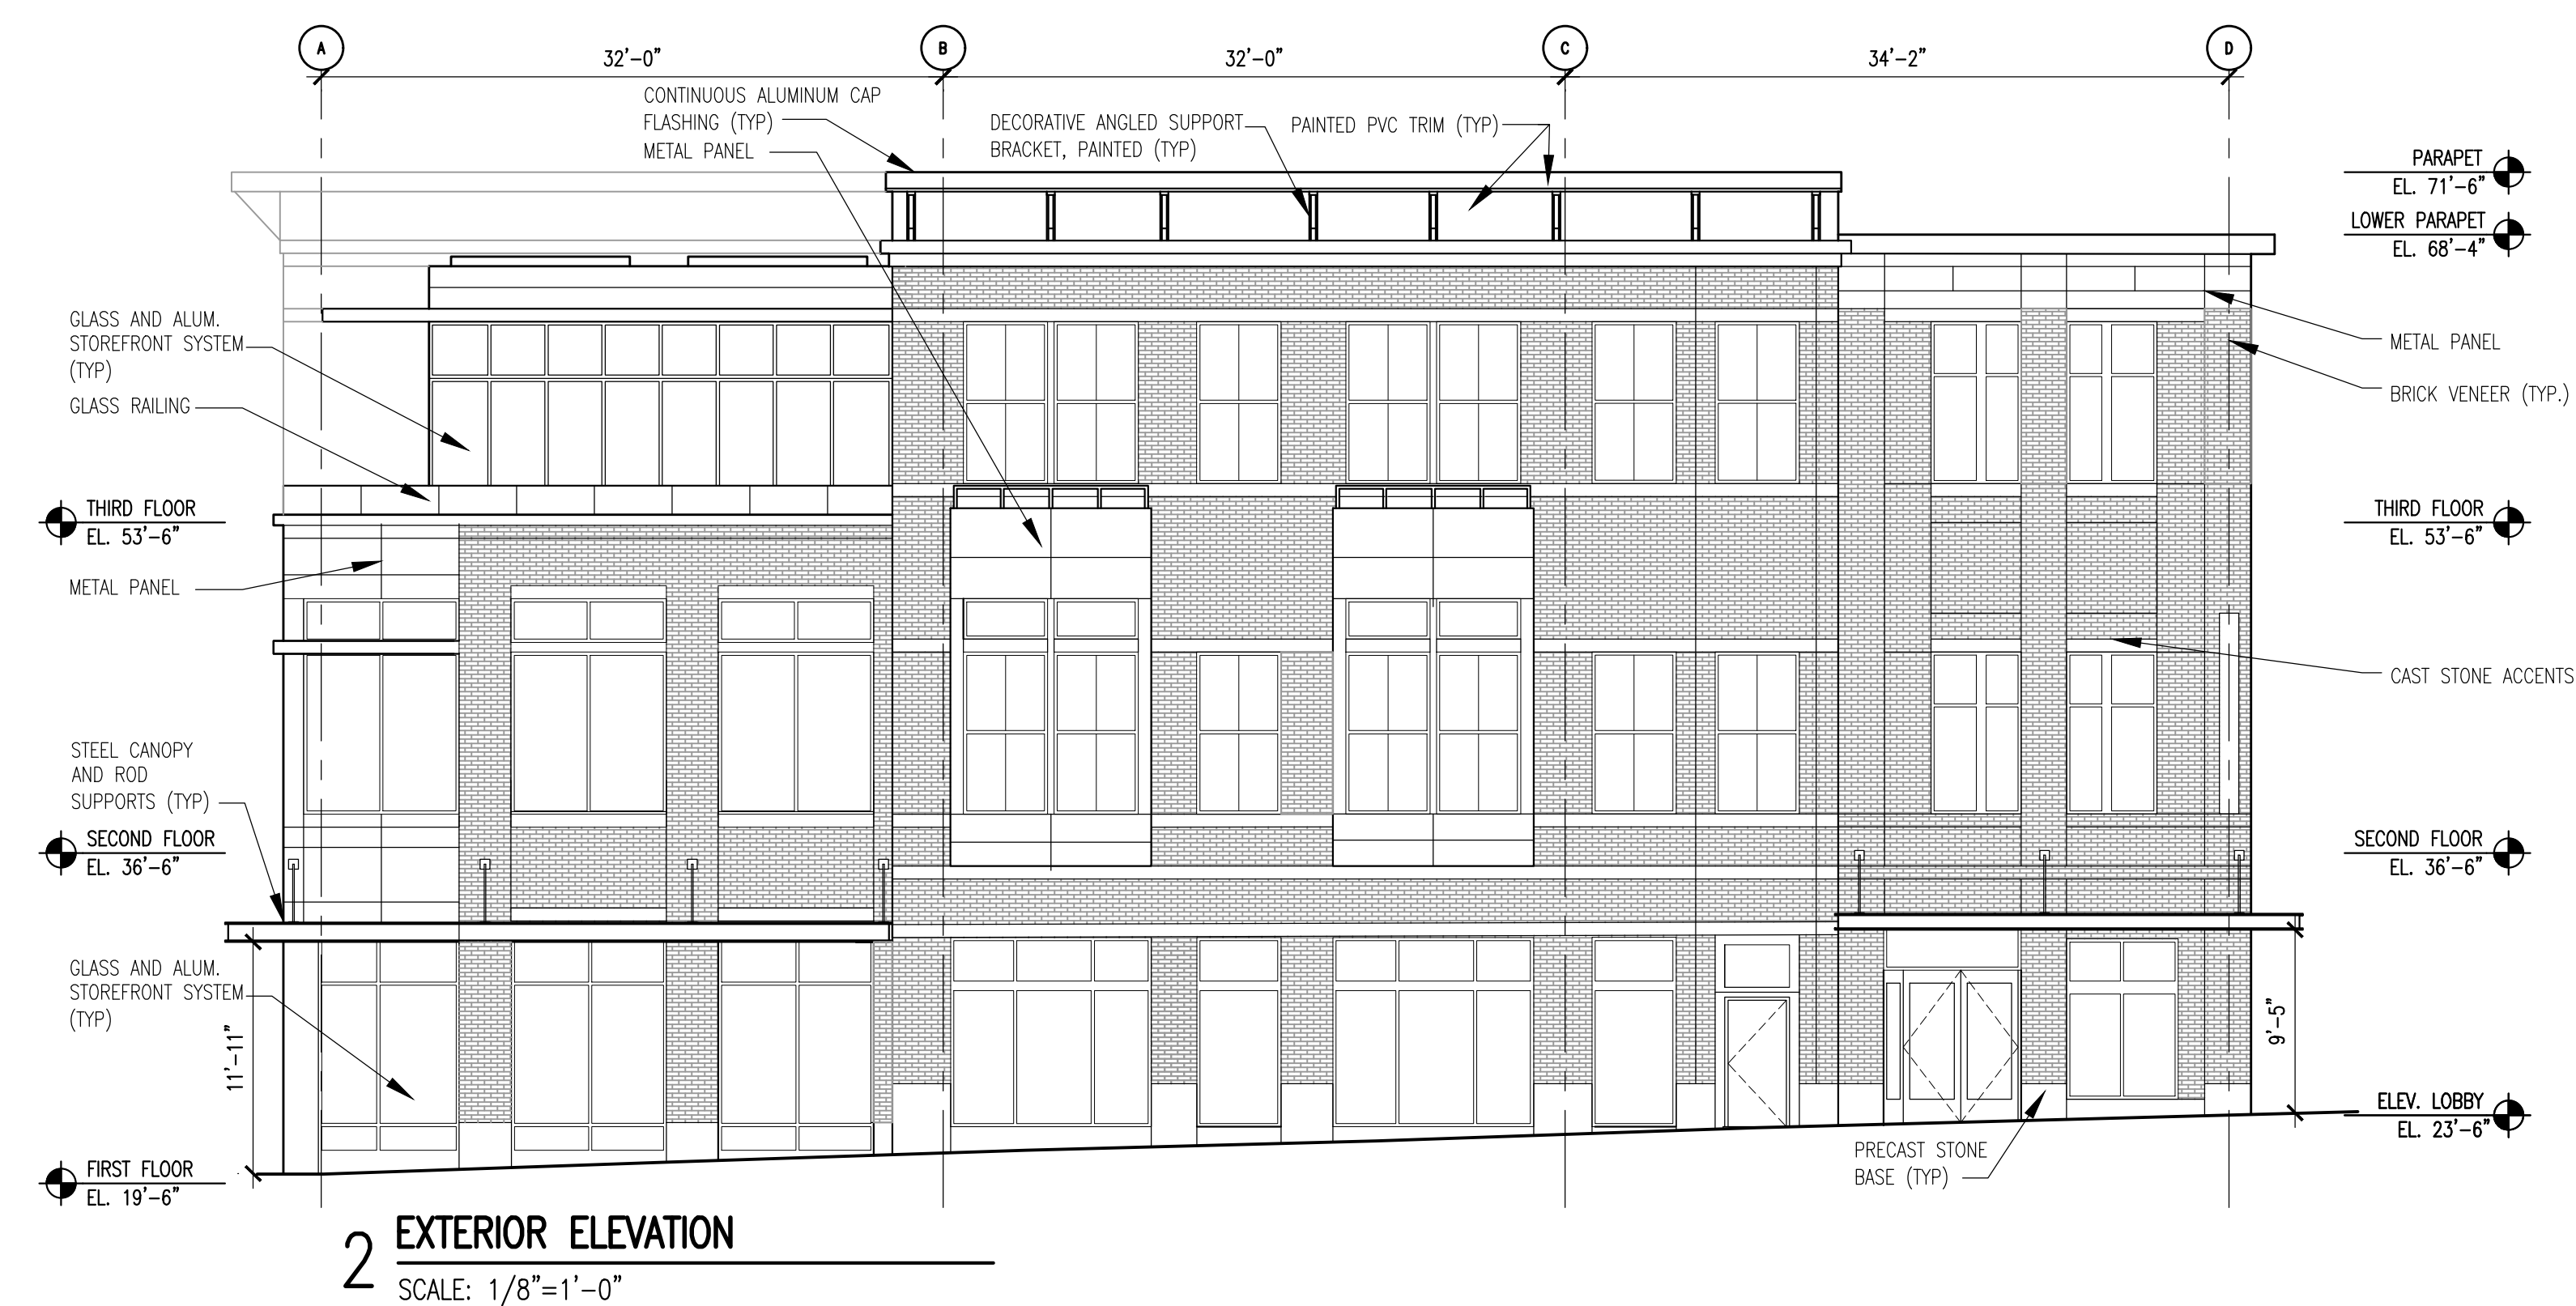 A
B
C
D
32'-0"
32'-0"
34'-2"
CONTINUOUS ALUMINUM CAP
FLASHING (TYP)
METAL PANEL
DECORATIVE ANGLED SUPPORT
BRACKET, PAINTED (TYP)
PAINTED PVC TRIM (TYP)
PARAPET
EL. 71'-6"
LOWER PARAPET
EL. 68'-4"
GLASS AND ALUM.
STOREFRONT SYSTEM
(TYP)
GLASS RAILING
METAL PANEL
BRICK VENEER (TYP.)
THIRD FLOOR
EL. 53'-6"
THIRD FLOOR
EL. 53'-6"
METAL PANEL
CAST STONE ACCENTS
STEEL CANOPY
AND ROD
SUPPORTS (TYP)
SECOND FLOOR
EL. 36'-6"
SECOND FLOOR
EL. 36'-6"
GLASS AND ALUM.
STOREFRONT SYSTEM
(TYP)
11'-11"
9'-5"
ELEV. LOBBY
EL. 23'-6"
PRECAST STONE
BASE (TYP)
FIRST FLOOR
EL. 19'-6"
2 EXTERIOR ELEVATION
SCALE: 1/8"=1'-0"